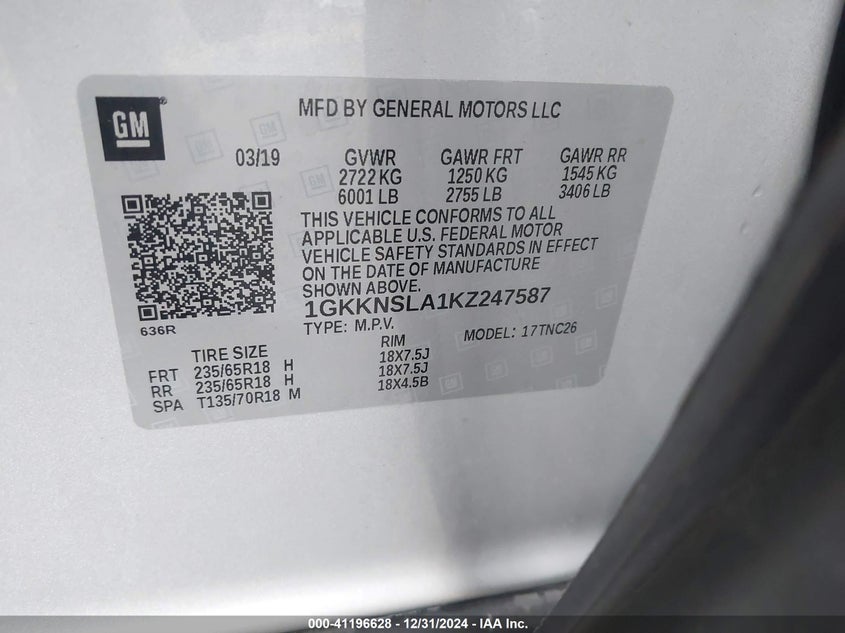 GM
MFD BY GENERAL MOTORS LLC
03/19 GVWR GAWR FRT GAWR RR
2722 KG 1250 KG 1545 KG
6001 LB 2755 LB 3406 LB
THIS VEHICLE CONFORMS TO ALL
APPLICABLE U.S. FEDERAL MOTOR
VEHICLE SAFETY STANDARDS IN EFFECT
ON THE DATE OF MANUFACTURE
SHOWN ABOVE.
1GKKNSLA1KZ247587
636R
TYPE: M.P.V. MODEL: 17TNC26
TIRE SIZE RIM
FRT 235/65R18 H 18X7.5J
RR 235/65R18 H 18X7.5J
SPA T135/70R18 M 18X4.5B
000-41196628 - 12/31/2024 - IAA Inc.